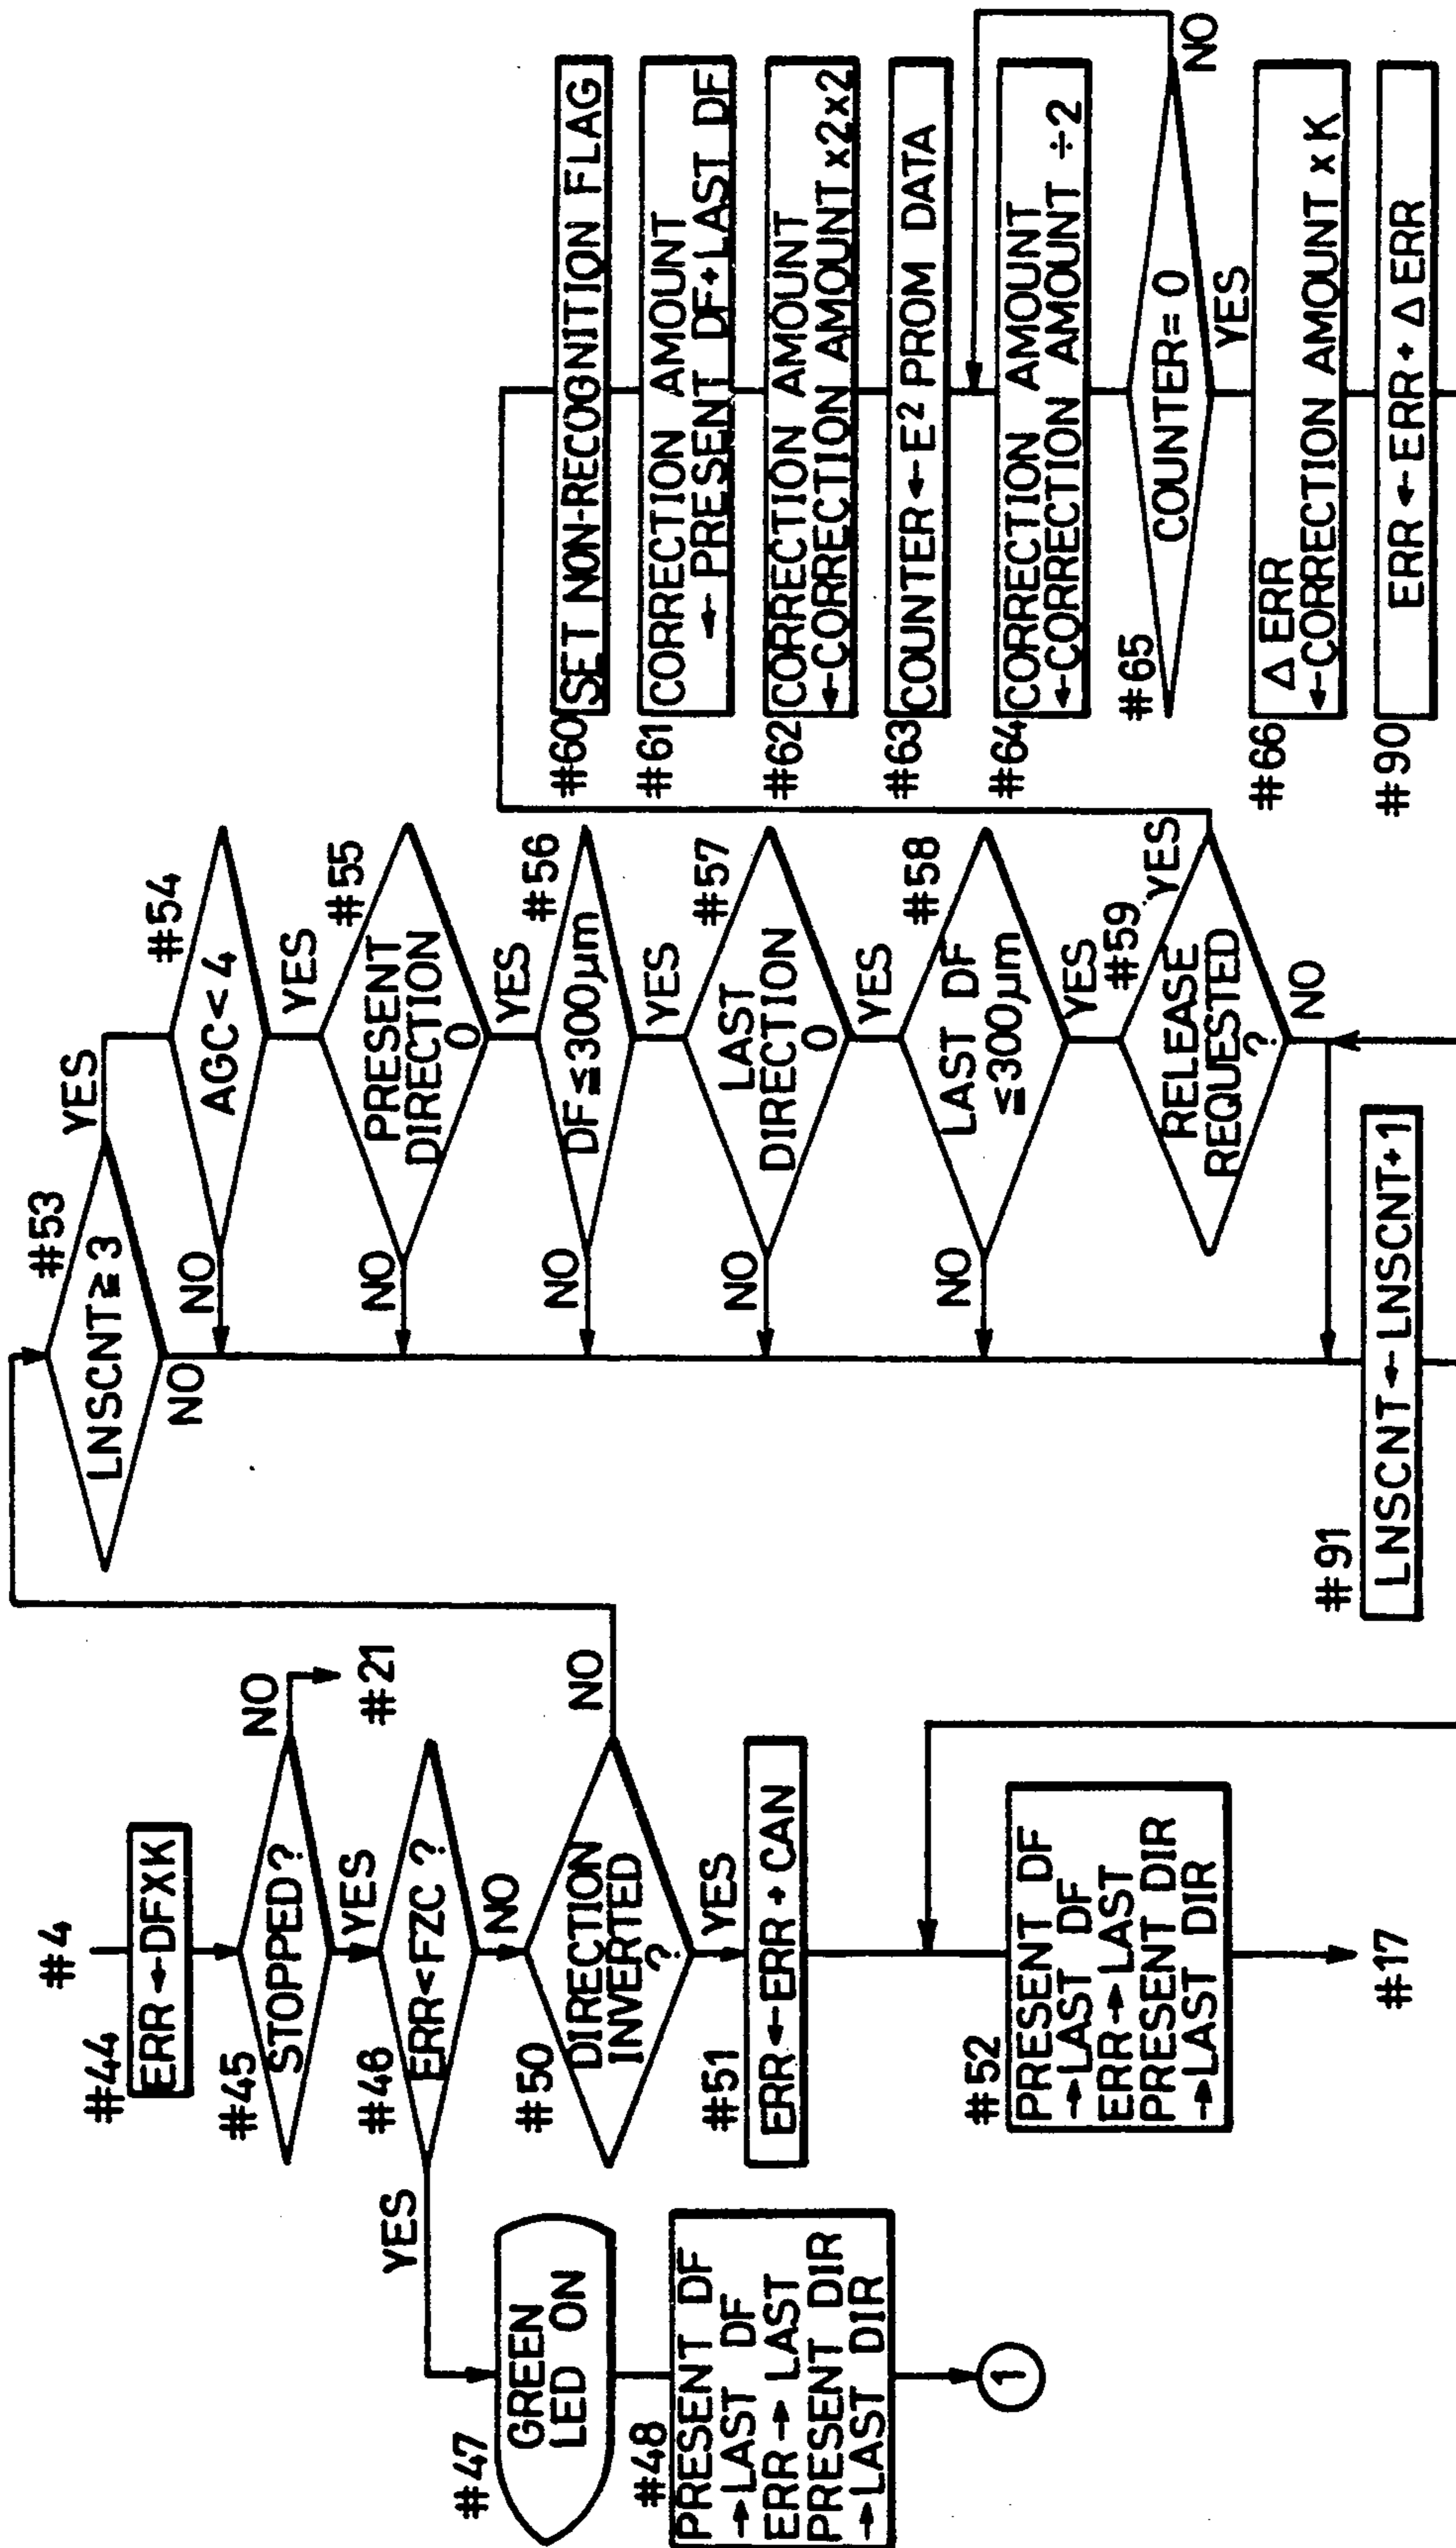 #4
#44
ERR←DFXK
#45
STOPPED?
NO
#21
YES
#46
ERR<FZC ?
YES
NO
#47
GREEN
LED ON
#48
PRESENT DF
→LAST DF
ERR→LAST
PRESENT DIR
→LAST DIR
1
#50
DIRECTION
INVERTED
?
NO
YES
#51
ERR←ERR+CAN
#52
PRESENT DF
→LAST DF
ERR→LAST
PRESENT DIR
→LAST DIR
#17
#53
LNSCNT≧3
YES
NO
#54
AGC<4
NO
YES
#55
PRESENT
DIRECTION
0
NO
YES
#56
DF≦300μm
NO
YES
#57
LAST
DIRECTION
0
NO
YES
#58
LAST DF
≦300μm
NO
YES
#59
RELEASE
REQUESTED
?
YES
NO
#91
LNSCNT←LNSCNT+1
#60
SET NON-RECOGNITION FLAG
#61
CORRECTION AMOUNT
← PRESENT DF+LAST DF
#62
CORRECTION AMOUNT
←CORRECTION AMOUNT x2x2
#63
COUNTER←E² PROM DATA
#64
CORRECTION AMOUNT
←CORRECTION AMOUNT ÷2
#65
COUNTER=0
NO
YES
#66
Δ ERR
←CORRECTION AMOUNT x K
#90
ERR←ERR+Δ ERR